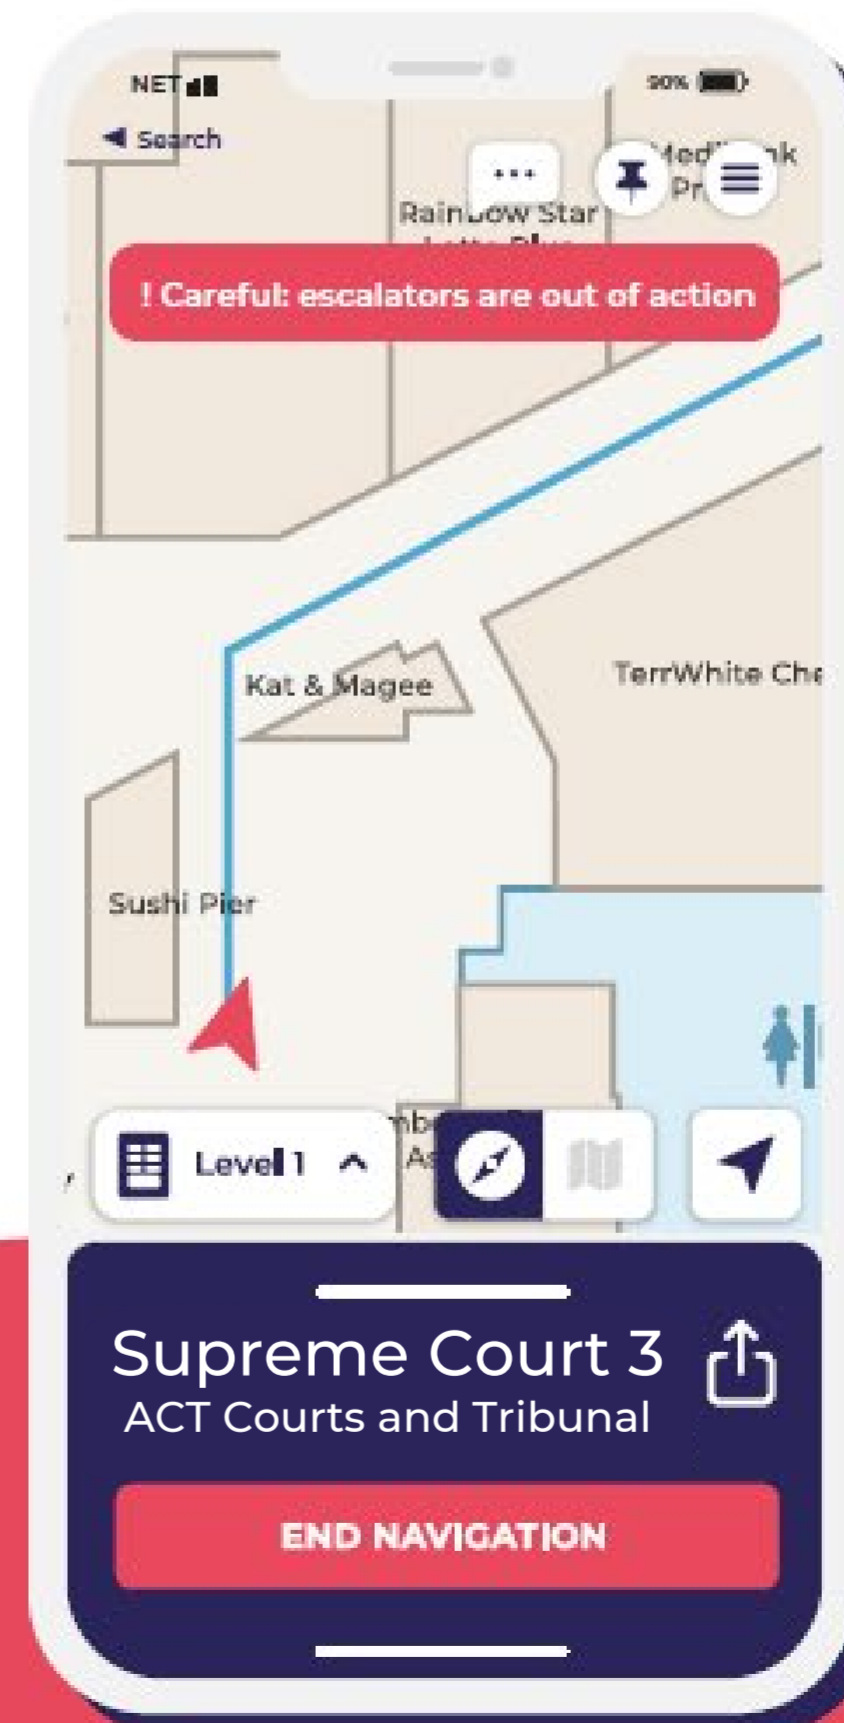 NET
90%
◀ Search
Rainbow Star
! Careful: escalators are out of action
Kat & Magee
TerrWhite Che
Sushi Pier
Level 1
Supreme Court 3
ACT Courts and Tribunal
END NAVIGATION